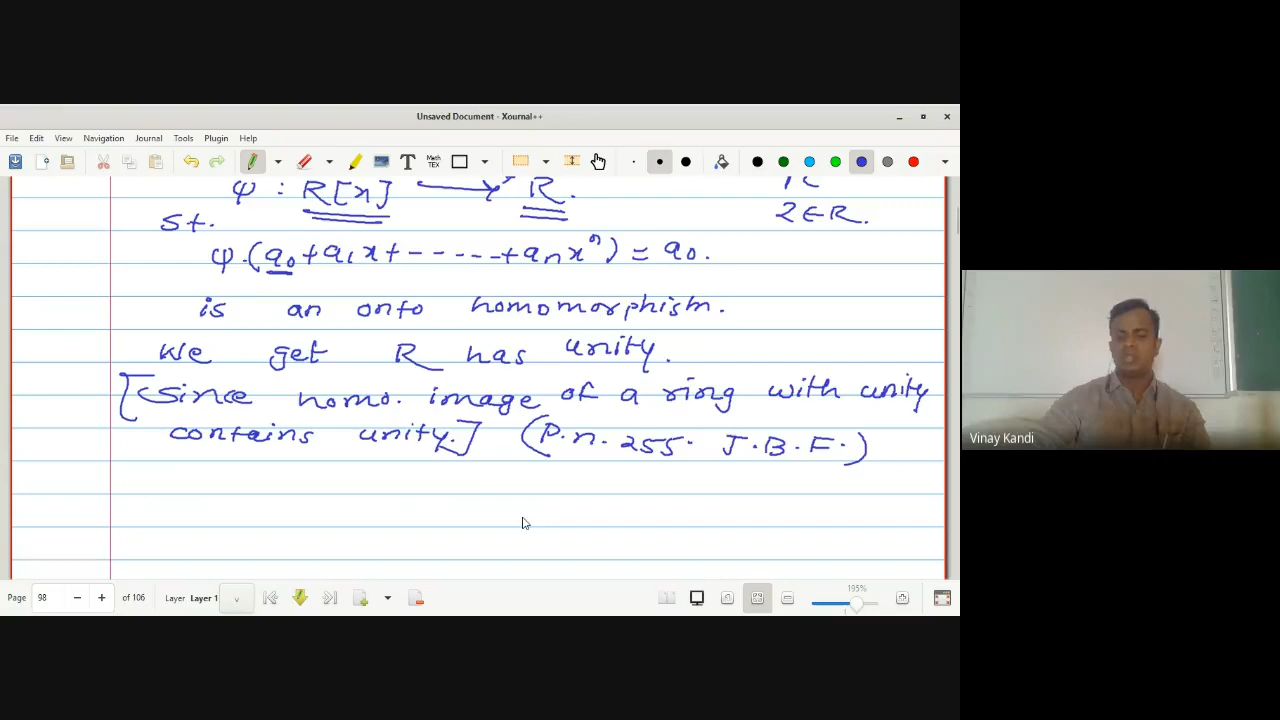 Unsaved Document - Xournal++
File Edit View Navigation Journal Tools Plugin Help
φ : R[x] → R.
2 ∈ R.
St.
φ(a₀ + a₁x + ------ + aₙxⁿ) = a₀.
is an onto homomorphism.
We get R has unity.
[Since homo. image of a ring with unity
contains unity.] (P.n. 255. J.B.F.)
Vinay Kandi
Page 98 of 106 Layer Layer 1 195%